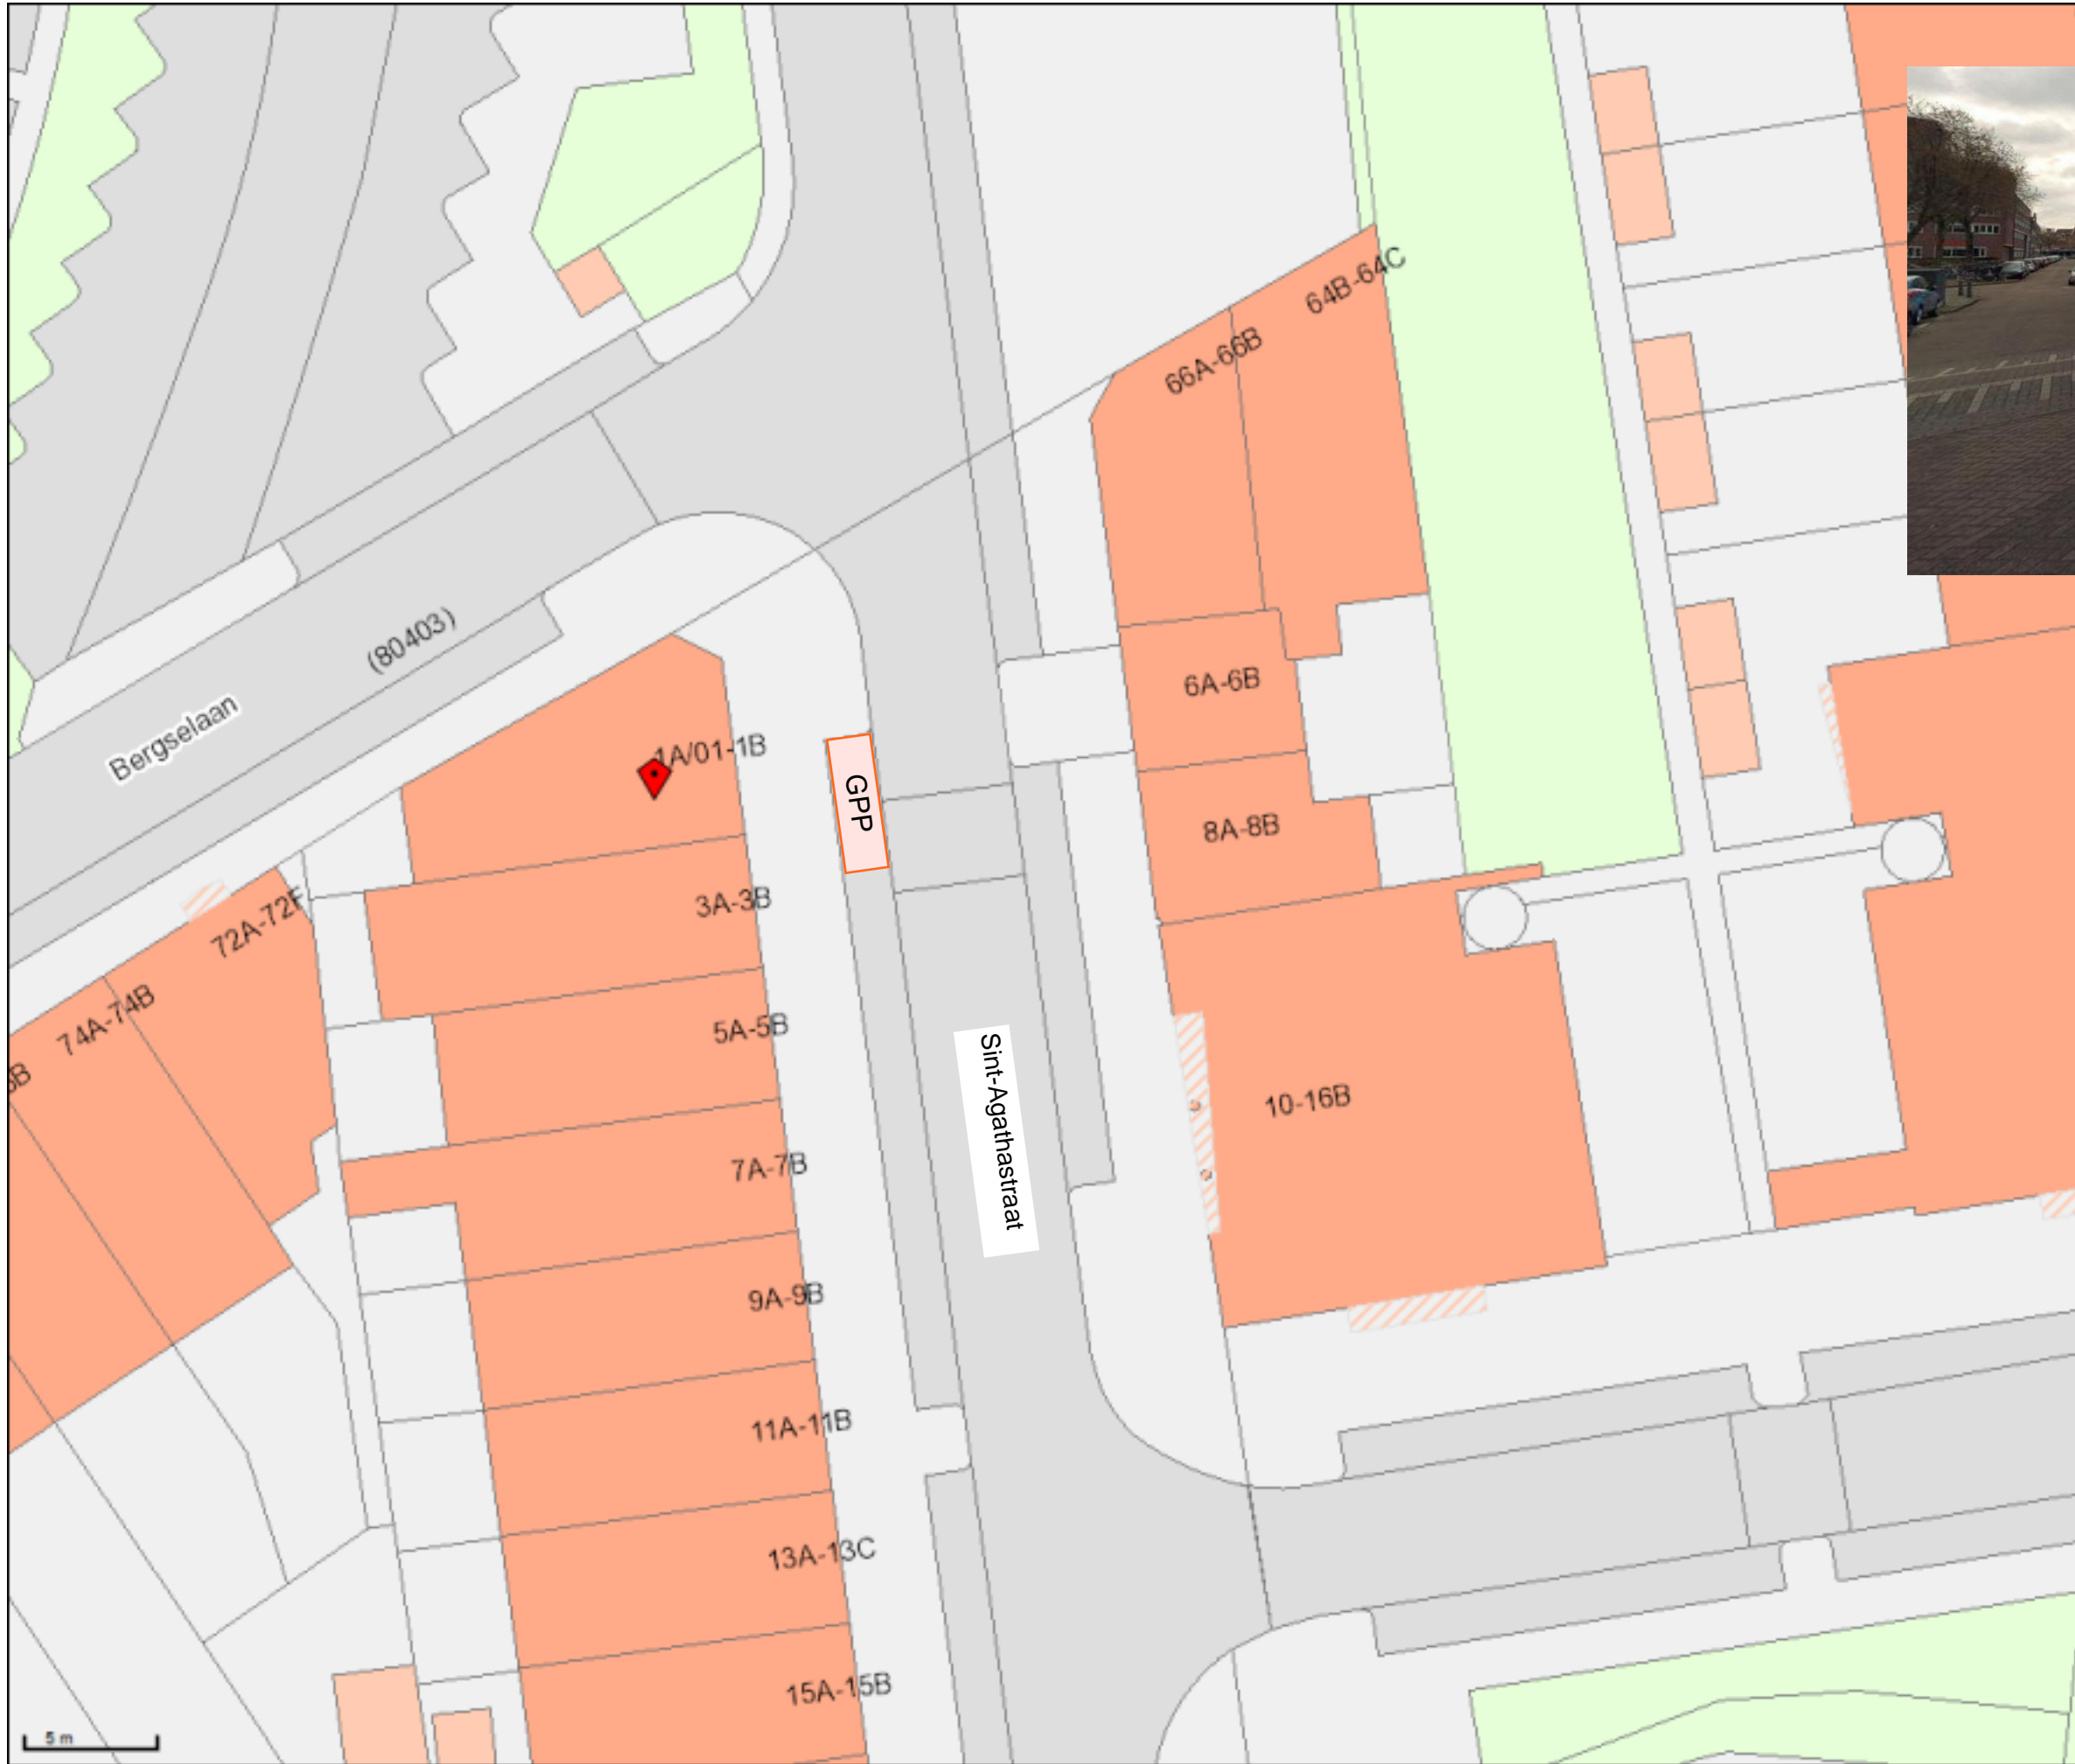 64B-64C
66A-66B
(80403)
Bergselaan
6A-6B
1A/01-1B
GPP
8A-8B
3A-3B
72A-72F
74A-74B
5A-5B
Sint-Agathastraat
10-16B
7A-7B
9A-9B
11A-11B
13A-13C
15A-15B
5 m